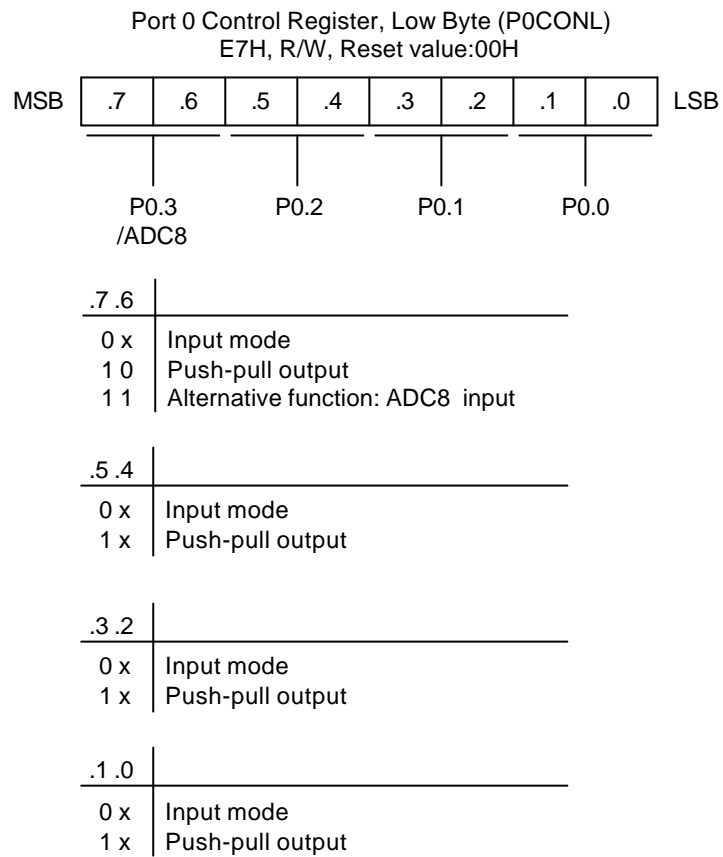 Port 0 Control Register, Low Byte (P0CONL)
E7H, R/W, Reset value:00H
MSB .7 .6 .5 .4 .3 .2 .1 .0 LSB
P0.3 P0.2 P0.1 P0.0
/ADC8
.7 .6
0 x Input mode
1 0 Push-pull output
1 1 Alternative function: ADC8 input
.5 .4
0 x Input mode
1 x Push-pull output
.3 .2
0 x Input mode
1 x Push-pull output
.1 .0
0 x Input mode
1 x Push-pull output